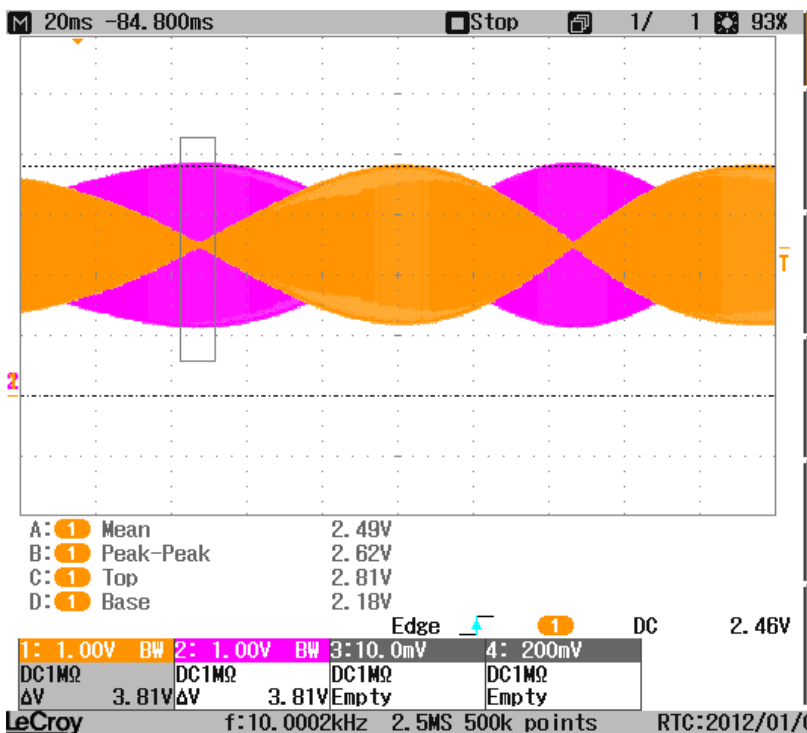 M 20ms -84.800ms Stop 1/ 1 93%
T
2
A: 1 Mean 2.49V
B: 1 Peak-Peak 2.62V
C: 1 Top 2.81V
D: 1 Base 2.18V
Edge 1 DC 2.46V
1: 1.00V BW 2: 1.00V BW 3:10.0mV 4: 200mV
DC1MΩ DC1MΩ DC1MΩ DC1MΩ
ΔV 3.81V ΔV 3.81V Empty Empty
LeCroy f:10.0002kHz 2.5MS 500k points RTC:2012/01/